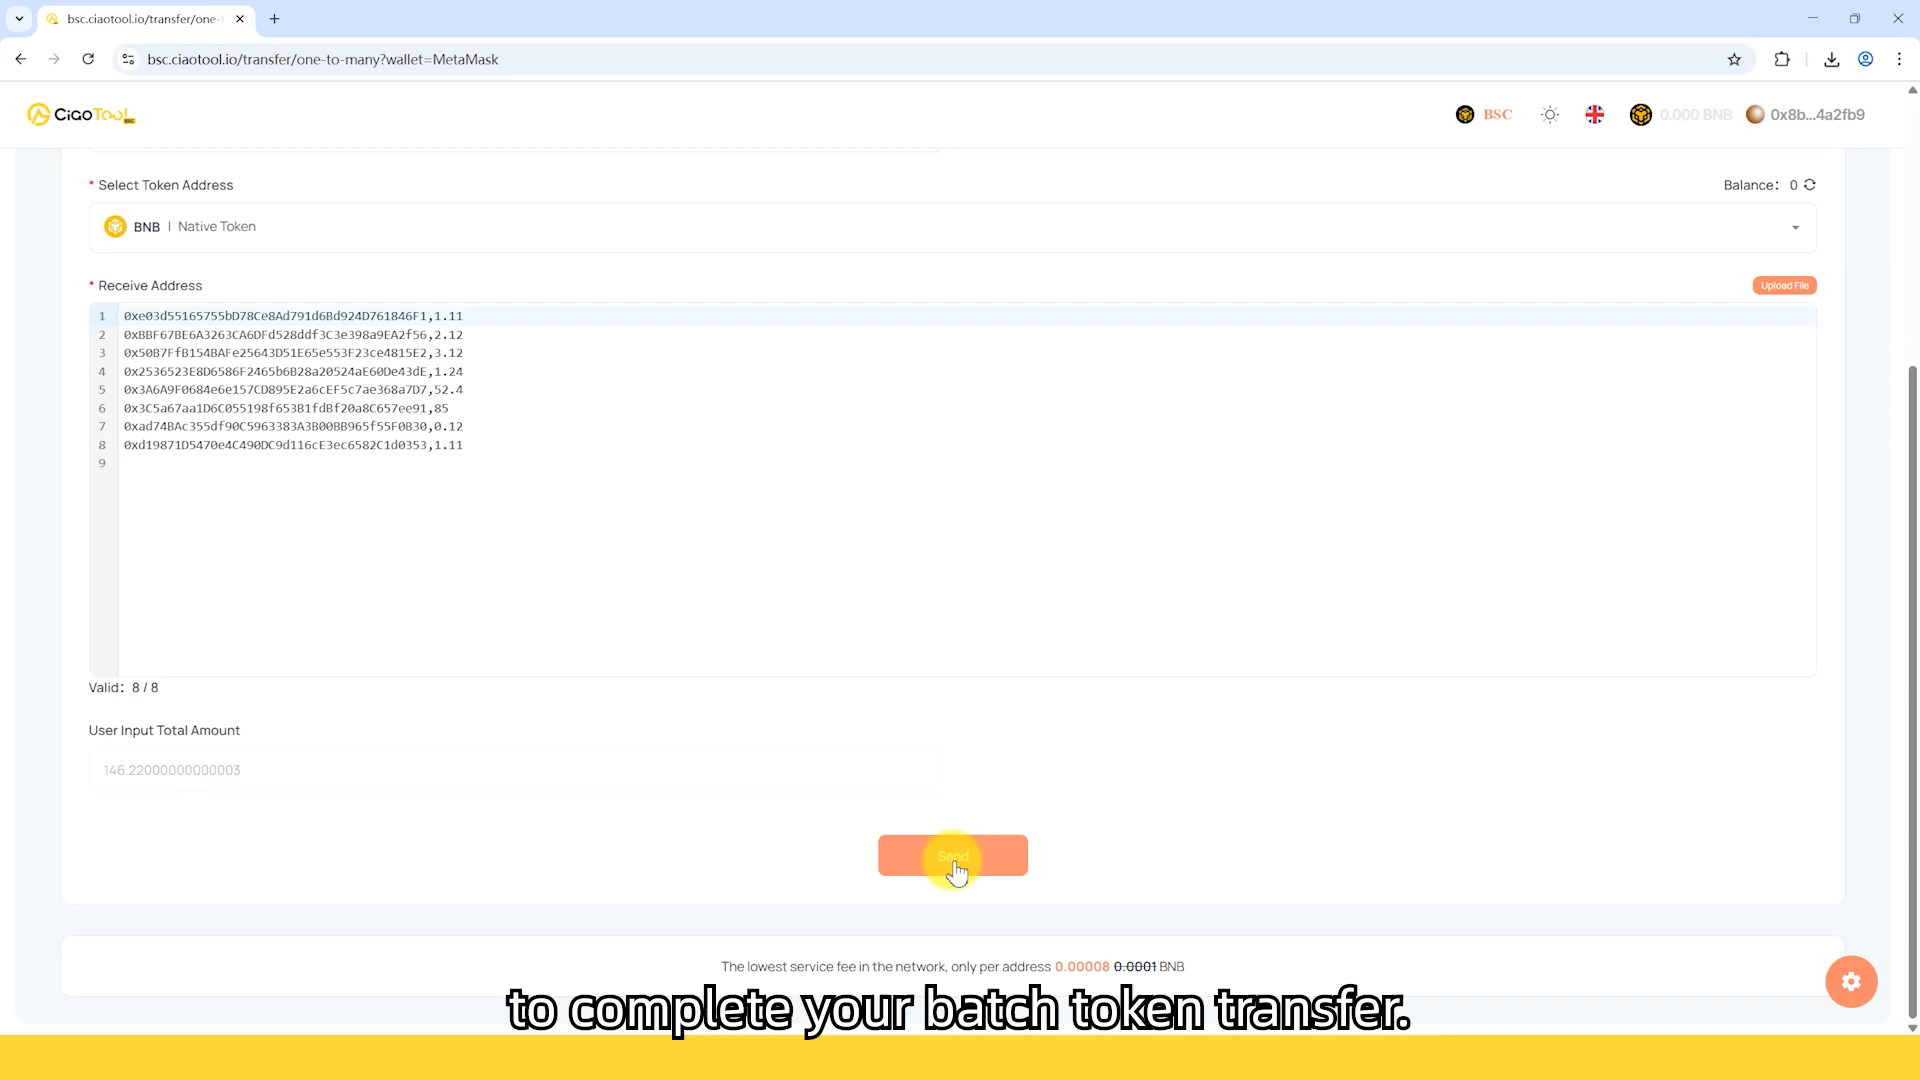 bsc.ciaotool.io/transfer/one-
bsc.ciaotool.io/transfer/one-to-many?wallet=MetaMask
CiaoTool BSC
BSC
0.000 BNB
0x8b...4a2fb9
* Select Token Address
Balance: 0
BNB | Native Token
* Receive Address
Upload File
1 0xe03d55165755bD78Ce8Ad791d6Bd924D761846F1,1.11
2 0xBBF67BE6A3263CA6DFd528ddf3C3e398a9EA2f56,2.12
3 0x50B7FfB154BAFe25643D51E65e553F23ce4815E2,3.12
4 0x2536523E8D6586F2465b6B28a20524aE60De43dE,1.24
5 0x3A6A9F0684e6e157CD895E2a6cEF5c7ae368a7D7,52.4
6 0x3C5a67aa1D6C055198f653B1fdBf20a8C657ee91,85
7 0xad74BAc355df90C5963383A3B00BB965f55F0B30,0.12
8 0xd19871D5470e4C490DC9d116cE3ec6582C1d0353,1.11
9
Valid: 8 / 8
User Input Total Amount
146.22000000000003
Send
The lowest service fee in the network, only per address 0.00008 0.0001 BNB
to complete your batch token transfer.